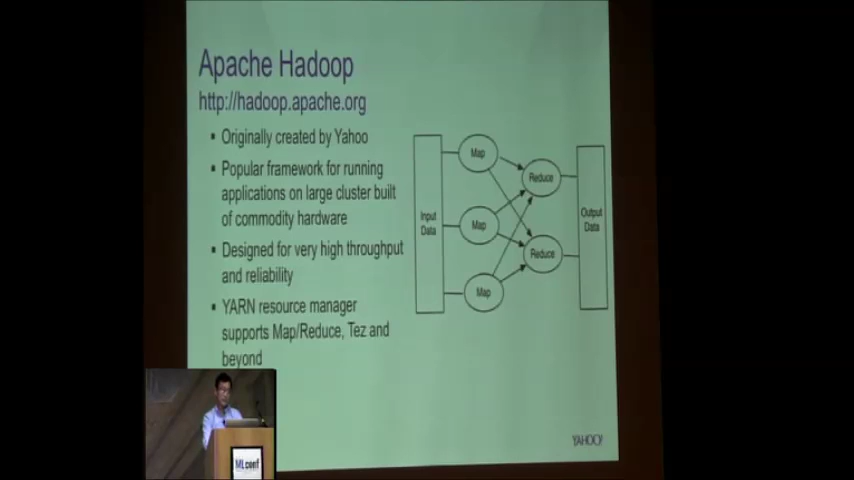 Apache Hadoop
http://hadoop.apache.org
▪ Originally created by Yahoo
▪ Popular framework for running
applications on large cluster built
of commodity hardware
▪ Designed for very high throughput
and reliability
▪ YARN resource manager
supports Map/Reduce, Tez and
beyond
Input
Data
Map
Map
Map
Reduce
Reduce
Output
Data
YAHOO!
MLconf